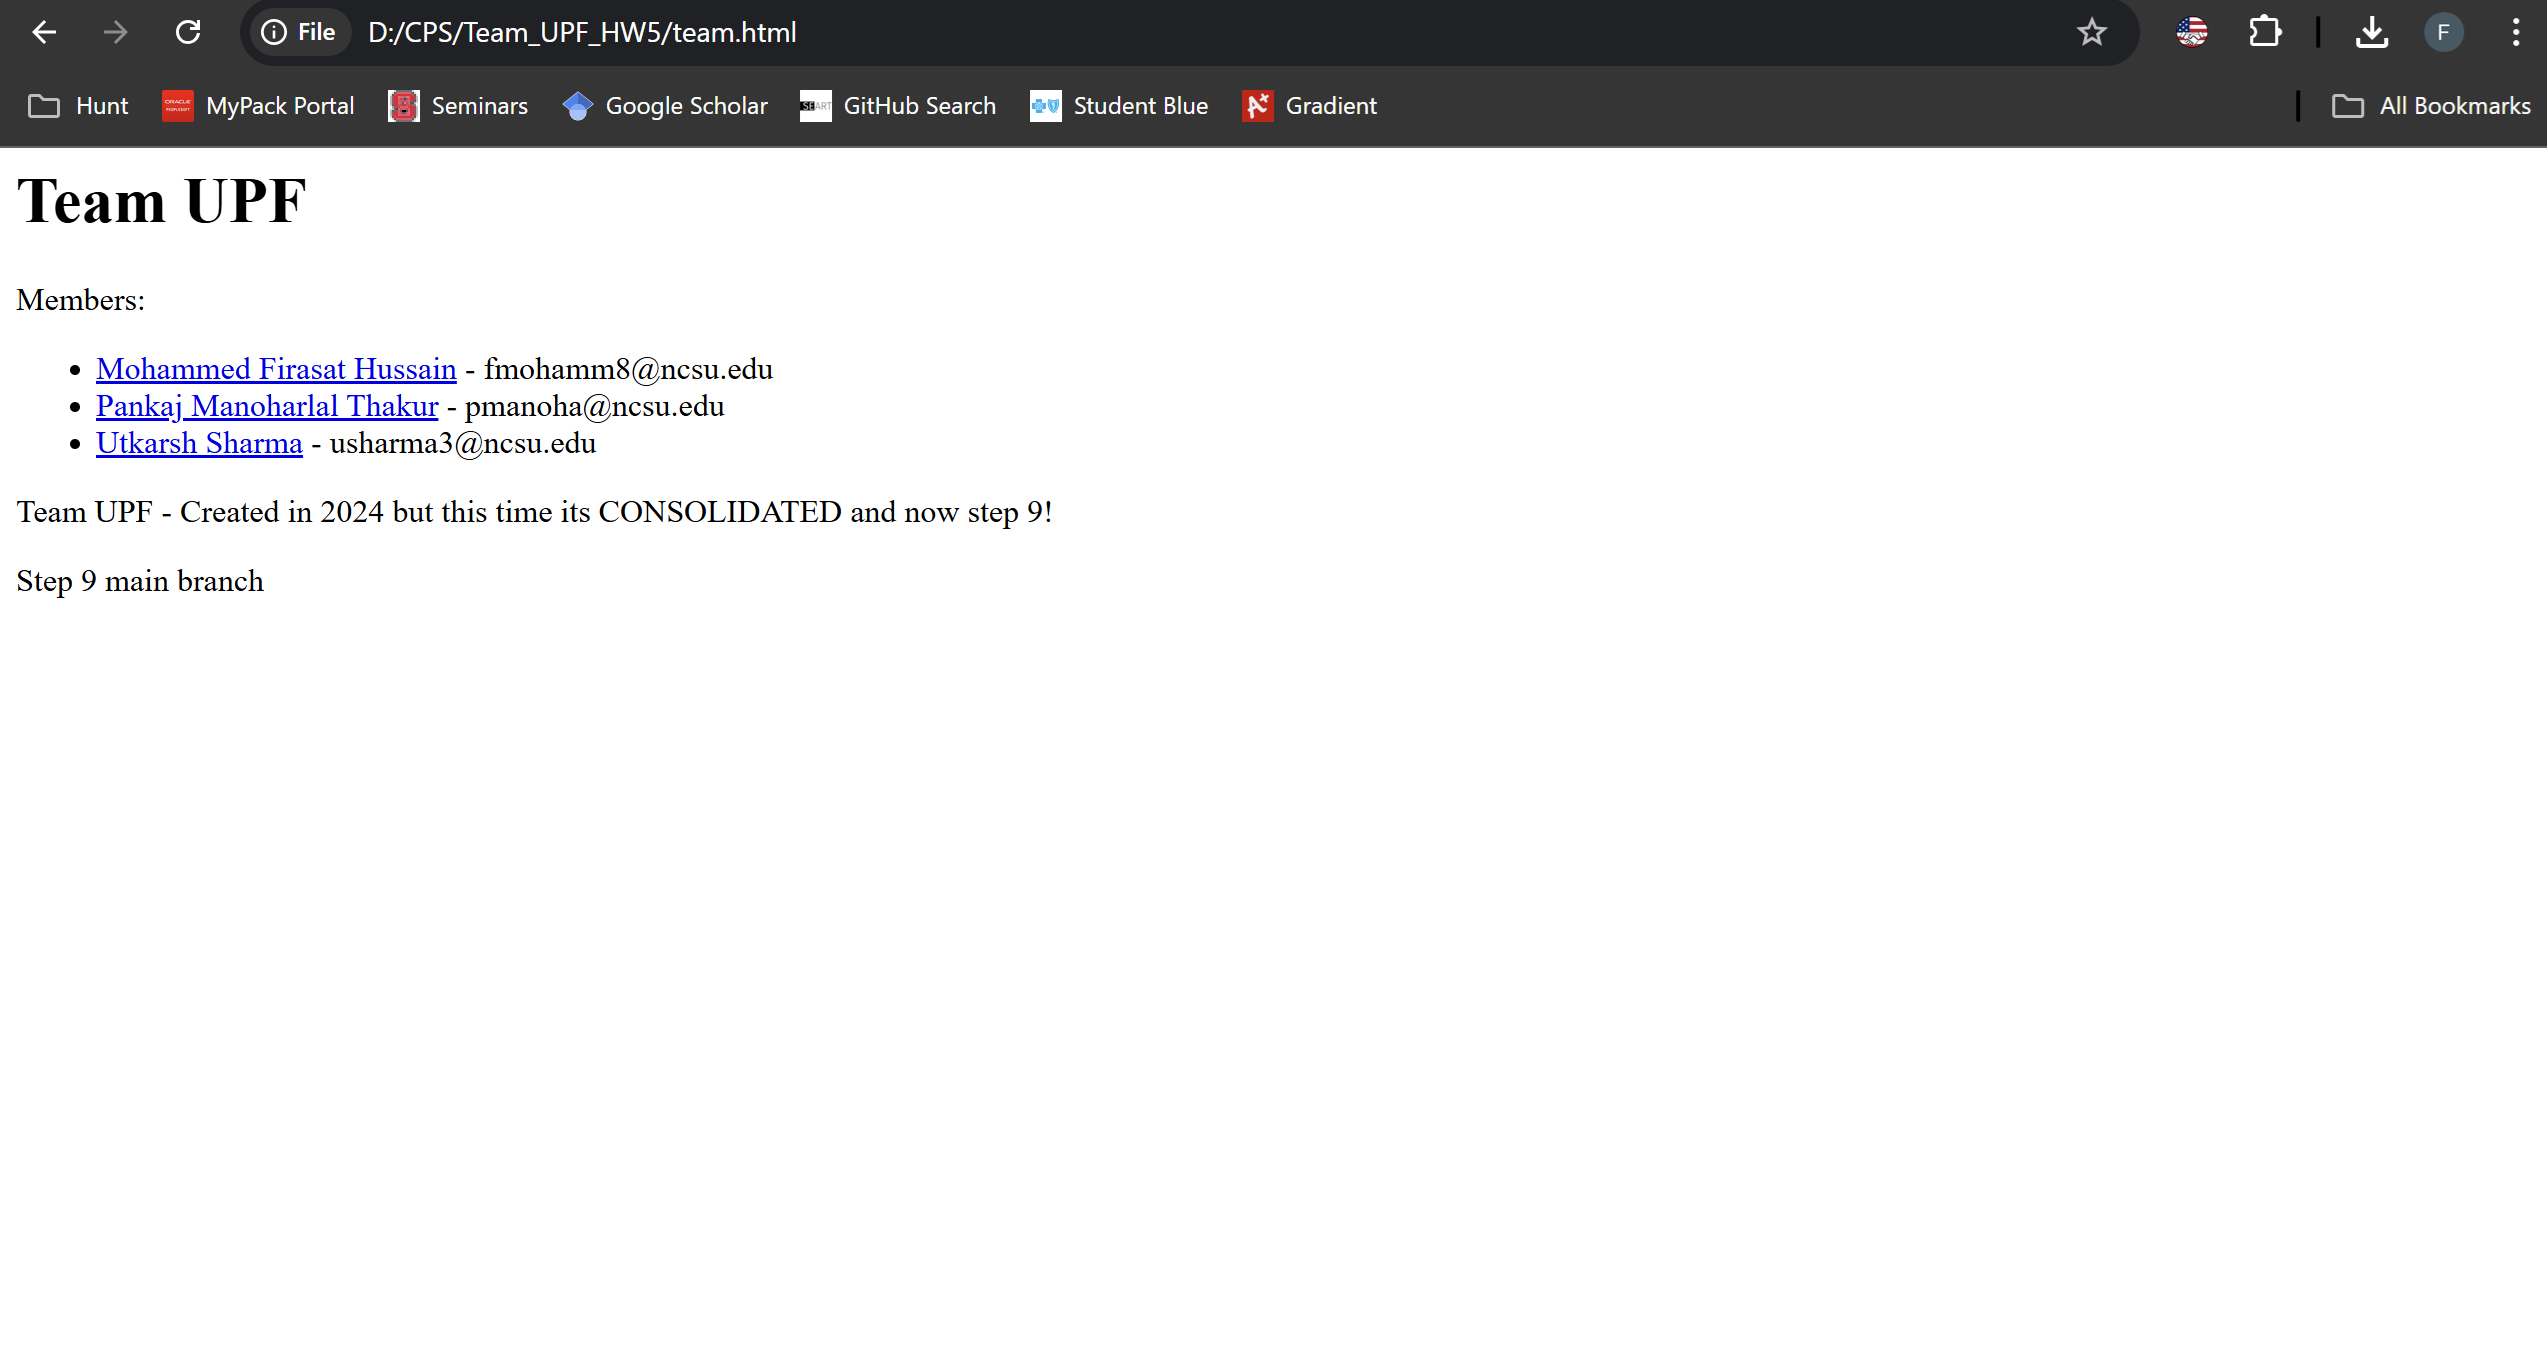 File D:/CPS/Team_UPF_HW5/team.html F
Hunt MyPack Portal Seminars Google Scholar GitHub Search Student Blue Gradient All Bookmarks
Team UPF
Members:
Mohammed Firasat Hussain - fmohamm8@ncsu.edu
Pankaj Manoharlal Thakur - pmanoha@ncsu.edu
Utkarsh Sharma - usharma3@ncsu.edu
Team UPF - Created in 2024 but this time its CONSOLIDATED and now step 9!
Step 9 main branch